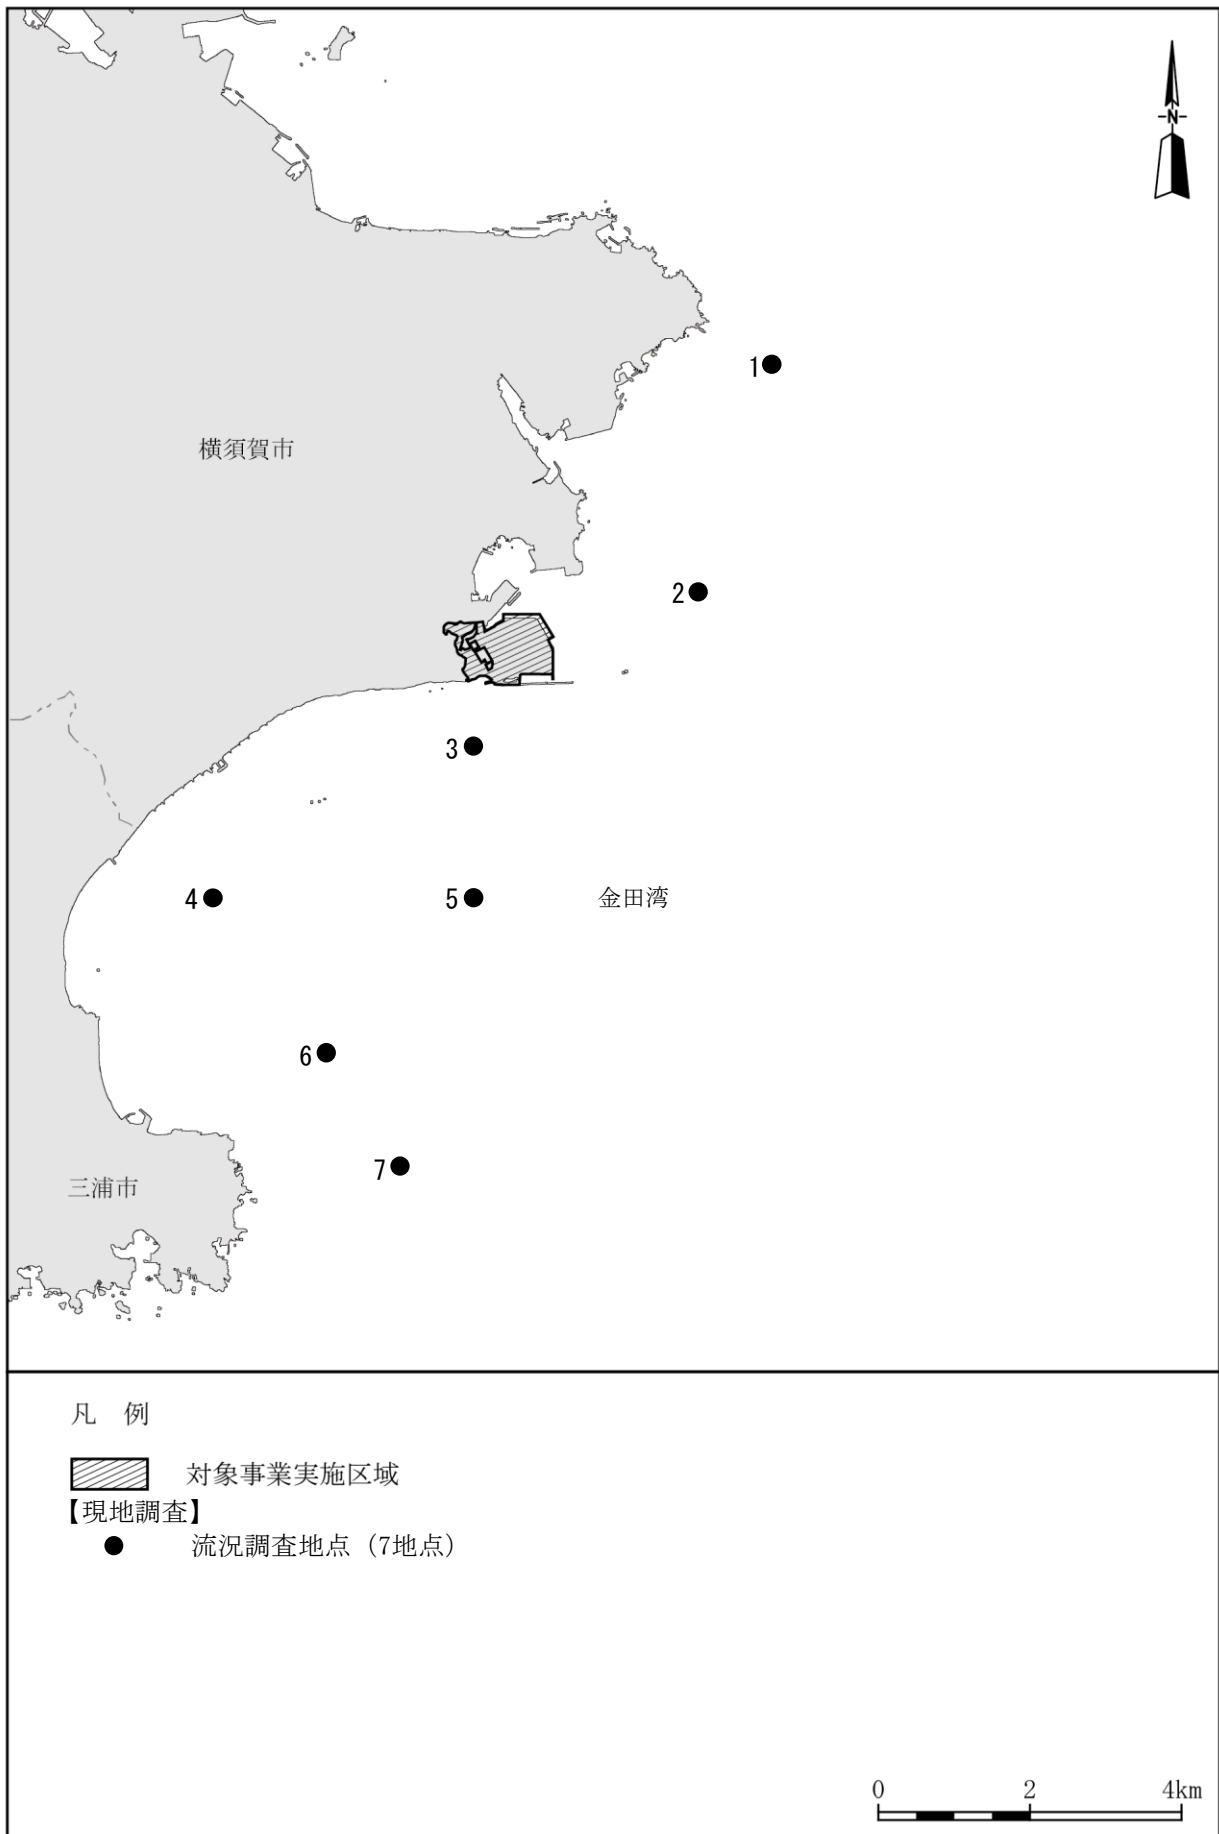 N
1
横須賀市
2
3
4
5
金田湾
6
7
三浦市
凡 例
対象事業実施区域
【現地調査】
流況調査地点（7地点）
0 2 4km